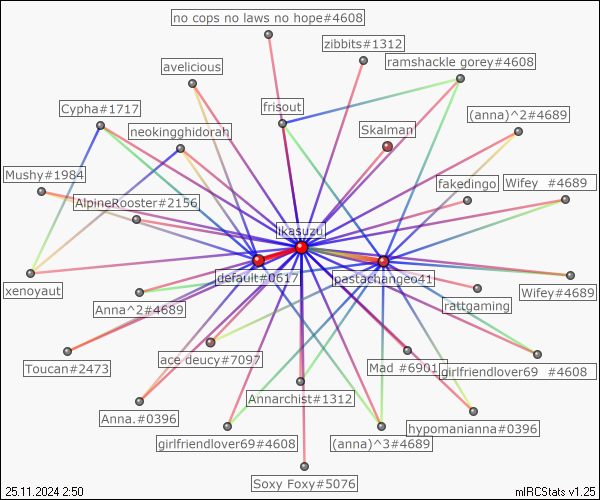 no cops no laws no hope#4608
zibbits#1312
ramshackle gorey#4608
avelicious
Cypha#1717
frisout
(anna)^2#4689
neokingghidorah
Skalman
Mushy#1984
fakedingo
Wifey #4689
AlpineRooster#2156
ikasuzu
default#0617
pastachangeo41
xenoyaut
Wifey#4689
Anna^2#4689
rattgaming
ace deucy#7097
Toucan#2473
Mad #6901
girlfriendlover69 #4608
Annarchist#1312
Anna.#0396
hypomanianna#0396
girlfriendlover69#4608
(anna)^3#4689
Soxy Foxy#5076
25.11.2024 2:50
mIRCStats v1.25